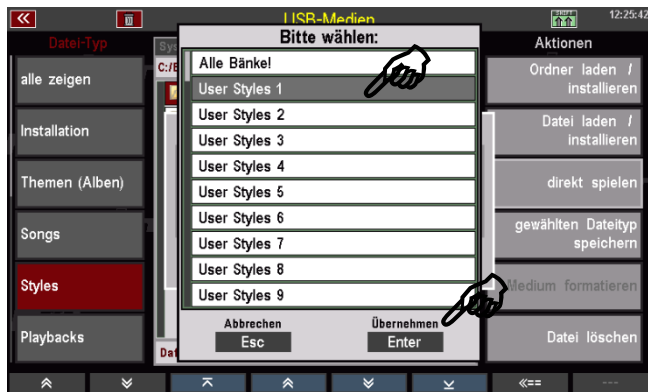 USB-Medien
12:25:42
Datei-Typ
alle zeigen
Installation
Themen (Alben)
Songs
Styles
Playbacks
Sys
C:/E
Dat
Bitte wählen:
Alle Bänke!
User Styles 1
User Styles 2
User Styles 3
User Styles 4
User Styles 5
User Styles 6
User Styles 7
User Styles 8
User Styles 9
Abbrechen
Esc
Übernehmen
Enter
Aktionen
Ordner laden /
installieren
Datei laden /
installieren
direkt spielen
gewählten Dateityp
speichern
Medium formatieren
Datei löschen
«==
---